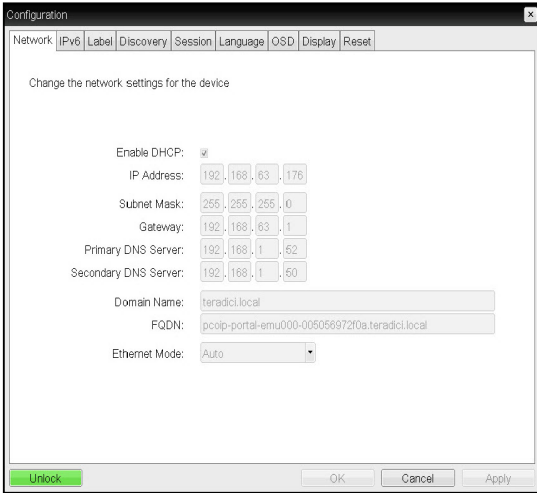 Configuration
Network IPv6 Label Discovery Session Language OSD Display Reset
Change the network settings for the device
Enable DHCP:
IP Address: 192 . 168 . 63 . 176
Subnet Mask: 255 . 255 . 255 . 0
Gateway: 192 . 168 . 63 . 1
Primary DNS Server: 192 . 168 . 1 . 52
Secondary DNS Server: 192 . 168 . 1 . 50
Domain Name: teradici.local
FQDN: pcoip-portal-emu000-005056972f0a.teradici.local
Ethernet Mode: Auto
Unlock OK Cancel Apply